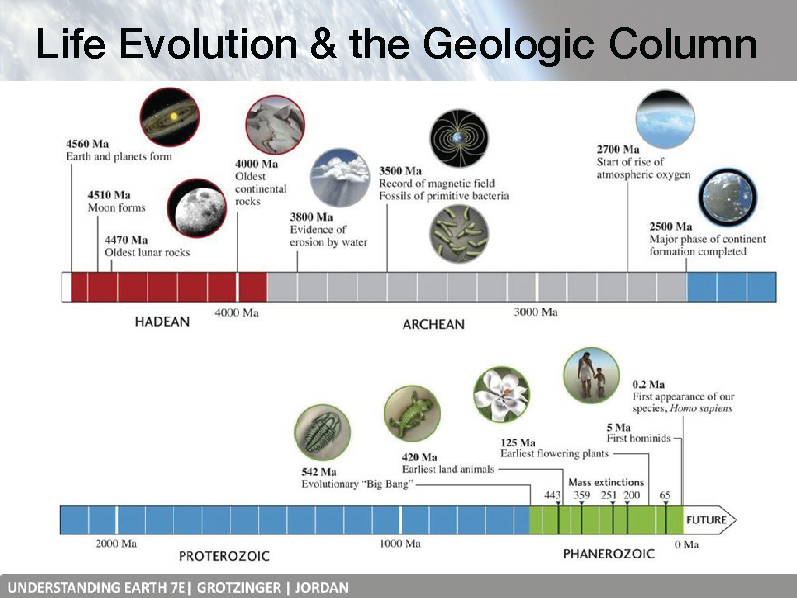 Life Evolution & the Geologic Column
4560 Ma
Earth and planets form
4510 Ma
Moon forms
4470 Ma
Oldest lunar rocks
4000 Ma
Oldest
continental
rocks
3800 Ma
Evidence of
erosion by water
3500 Ma
Record of magnetic field
Fossils of primitive bacteria
2700 Ma
Start of rise of
atmospheric oxygen
2500 Ma
Major phase of continent
formation completed
4000 Ma
3000 Ma
HADEAN
ARCHEAN
0.2 Ma
First appearance of our
species, Homo sapiens
5 Ma
First hominids
125 Ma
Earliest flowering plants
420 Ma
Earliest land animals
542 Ma
Evolutionary “Big Bang”
Mass extinctions
443 359 251 200 65
FUTURE
2000 Ma
1000 Ma
0 Ma
PROTEROZOIC
PHANEROZOIC
UNDERSTANDING EARTH 7E| GROTZINGER | JORDAN